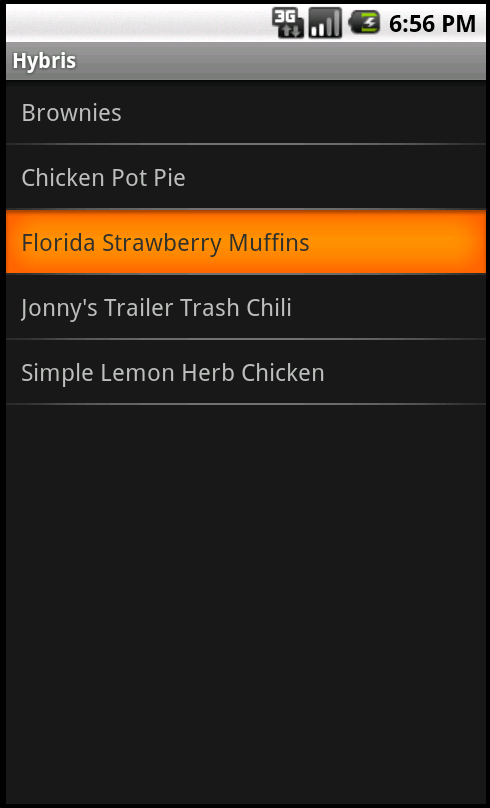 3G 6:56 PM
Hybris
Brownies
Chicken Pot Pie
Florida Strawberry Muffins
Jonny's Trailer Trash Chili
Simple Lemon Herb Chicken